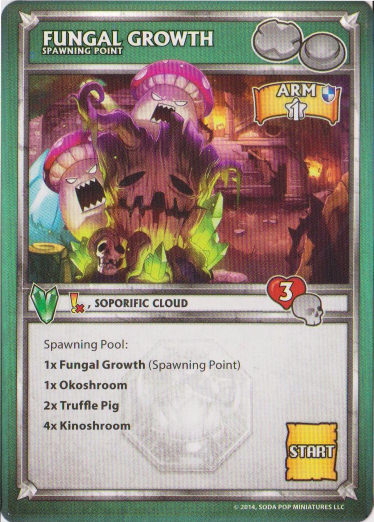 FUNGAL GROWTH
SPAWNING POINT
ARM
1
3
, SOPORIFIC CLOUD
Spawning Pool:
1x Fungal Growth (Spawning Point)
1x Okoshroom
2x Truffle Pig
4x Kinoshroom
START
© 2014, SODA POP MINIATURES LLC